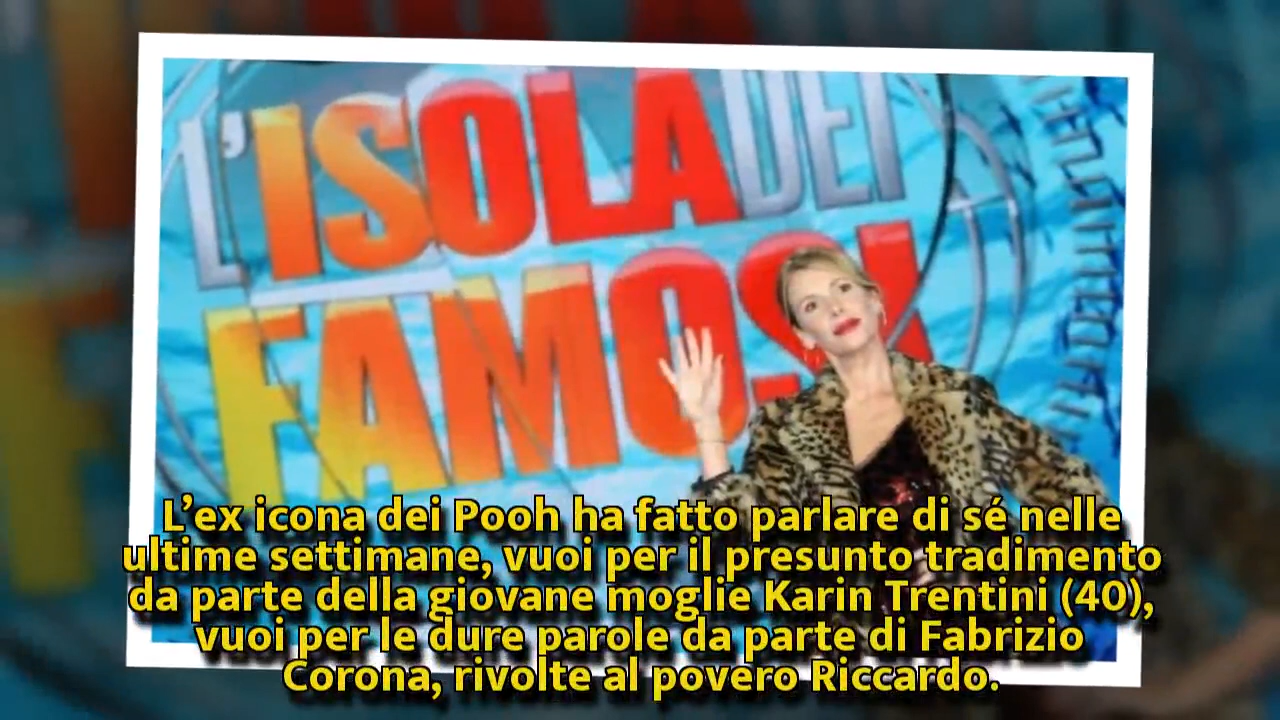 L'ISOLA DEI
FAMOSI
L'ex icona dei Pooh ha fatto parlare di sé nelle
ultime settimane, vuoi per il presunto tradimento
da parte della giovane moglie Karin Trentini (40),
vuoi per le dure parole da parte di Fabrizio
Corona, rivolte al povero Riccardo.